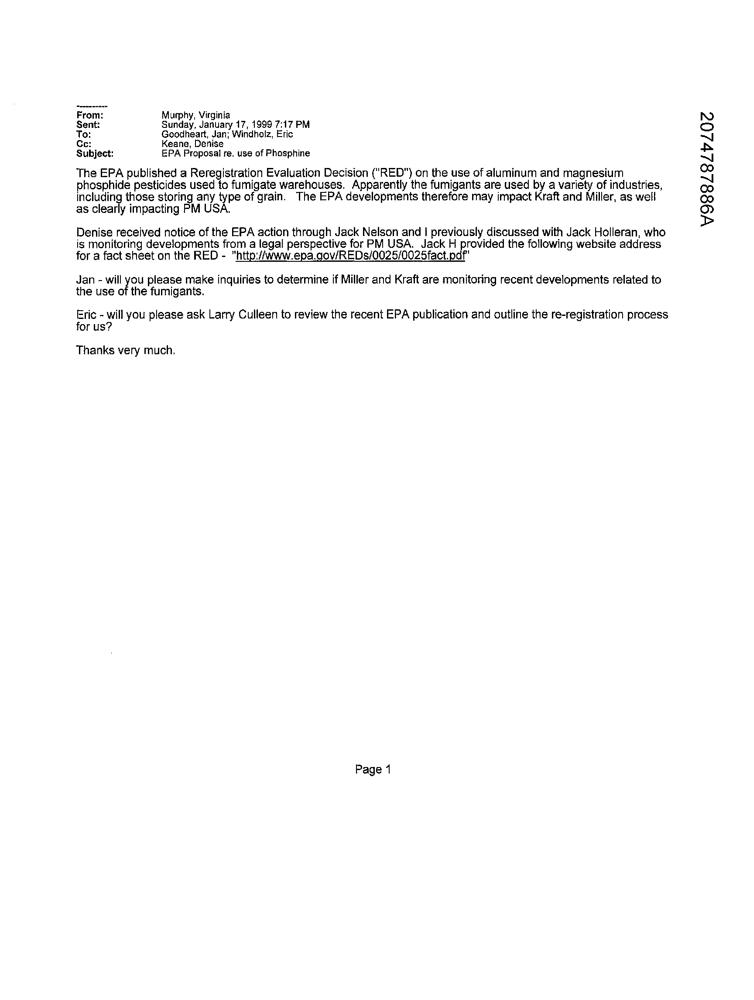 From: Murphy, Virginia
Sent: Sunday, January 17, 1999 7:17 PM
To: Goodheart, Jan; Windholz, Eric
Cc: Keane, Denise
Subject: EPA Proposal re. use of Phosphine
The EPA published a Reregistration Evaluation Decision ("RED") on the use of aluminum and magnesium
phosphide pesticides used to fumigate warehouses. Apparently the fumigants are used by a variety of industries,
including those storing any type of grain. The EPA developments therefore may impact Kraft and Miller, as well
as clearly impacting PM USA.
Denise received notice of the EPA action through Jack Nelson and I previously discussed with Jack Holleran, who
is monitoring developments from a legal perspective for PM USA. Jack H provided the following website address
for a fact sheet on the RED - "http://www.epa.gov/REDs/0025/0025fact.pdf"
Jan - will you please make inquiries to determine if Miller and Kraft are monitoring recent developments related to
the use of the fumigants.
Eric - will you please ask Larry Culleen to review the recent EPA publication and outline the re-registration process
for us?
Thanks very much.
Page 1
2074787886A